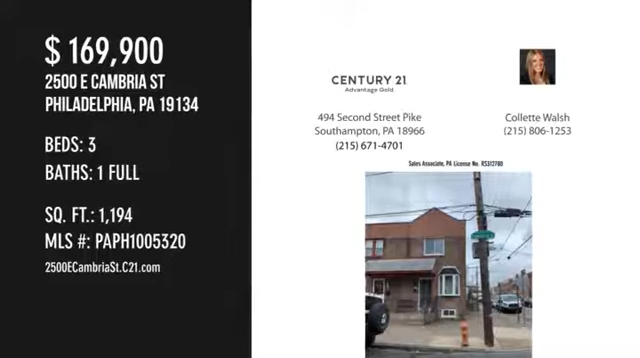 $ 169,900
2500 E CAMBRIA ST
PHILADELPHIA, PA 19134
BEDS: 3
BATHS: 1 FULL
SQ. FT.: 1,194
MLS #: PAPH1005320
2500ECambriaSt.C21.com
CENTURY 21
Advantage Gold
494 Second Street Pike
Southampton, PA 18966
(215) 671-4701
Collette Walsh
(215) 806-1253
Sales Associate, PA License No. RS312780